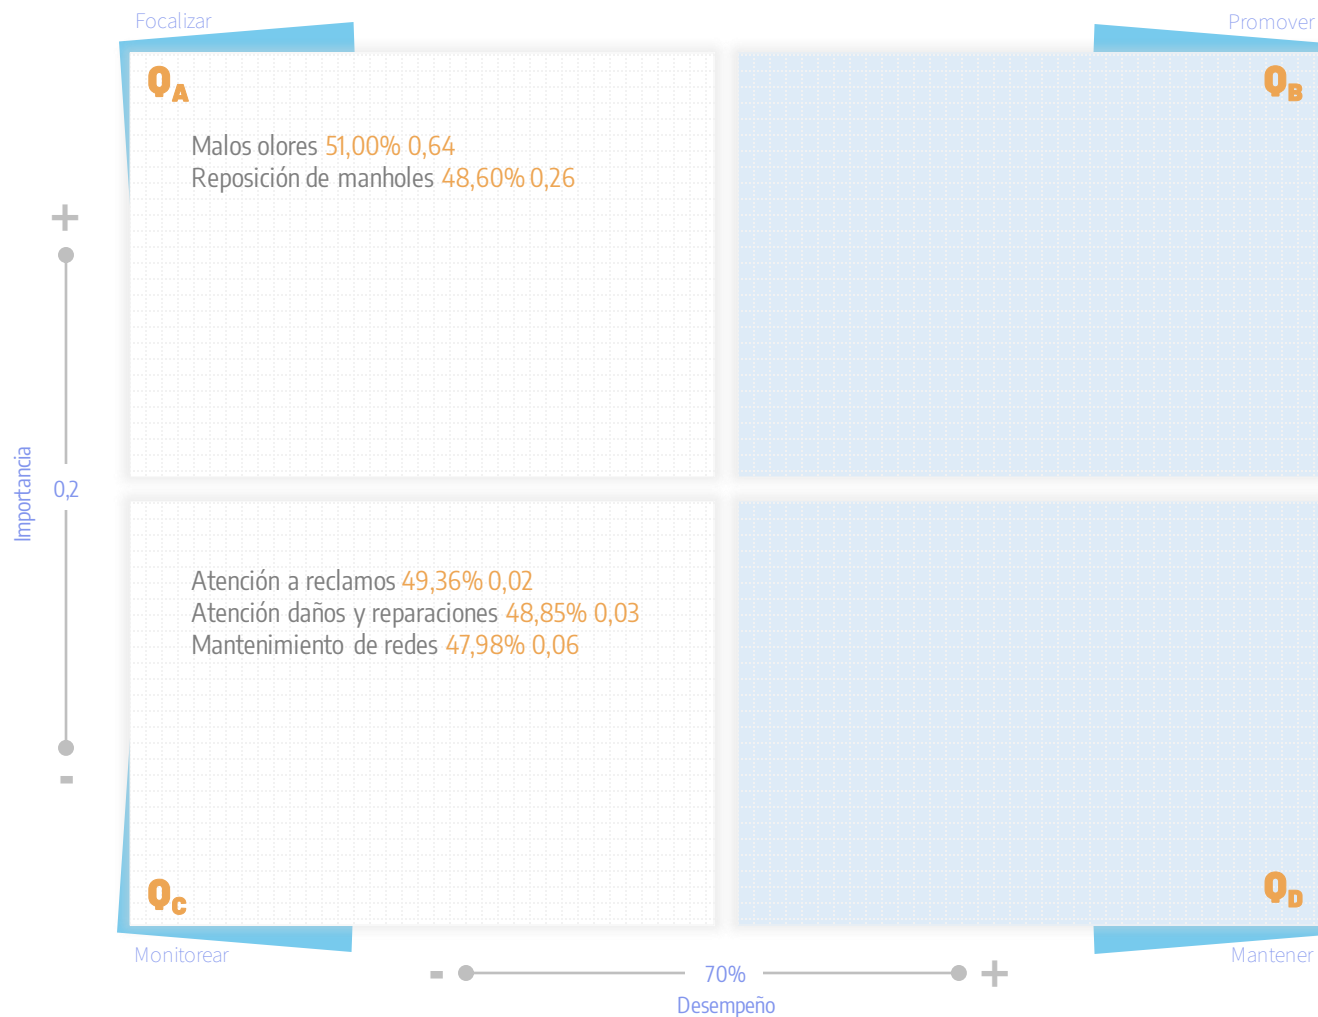 Focalizar
Promover
QA
QB
Malos olores 51,00% 0,64
Reposición de manholes 48,60% 0,26
+
Importancia
0,2
Atención a reclamos 49,36% 0,02
Atención daños y reparaciones 48,85% 0,03
Mantenimiento de redes 47,98% 0,06
-
QC
QD
Monitorear
Mantener
- 70% +
Desempeño